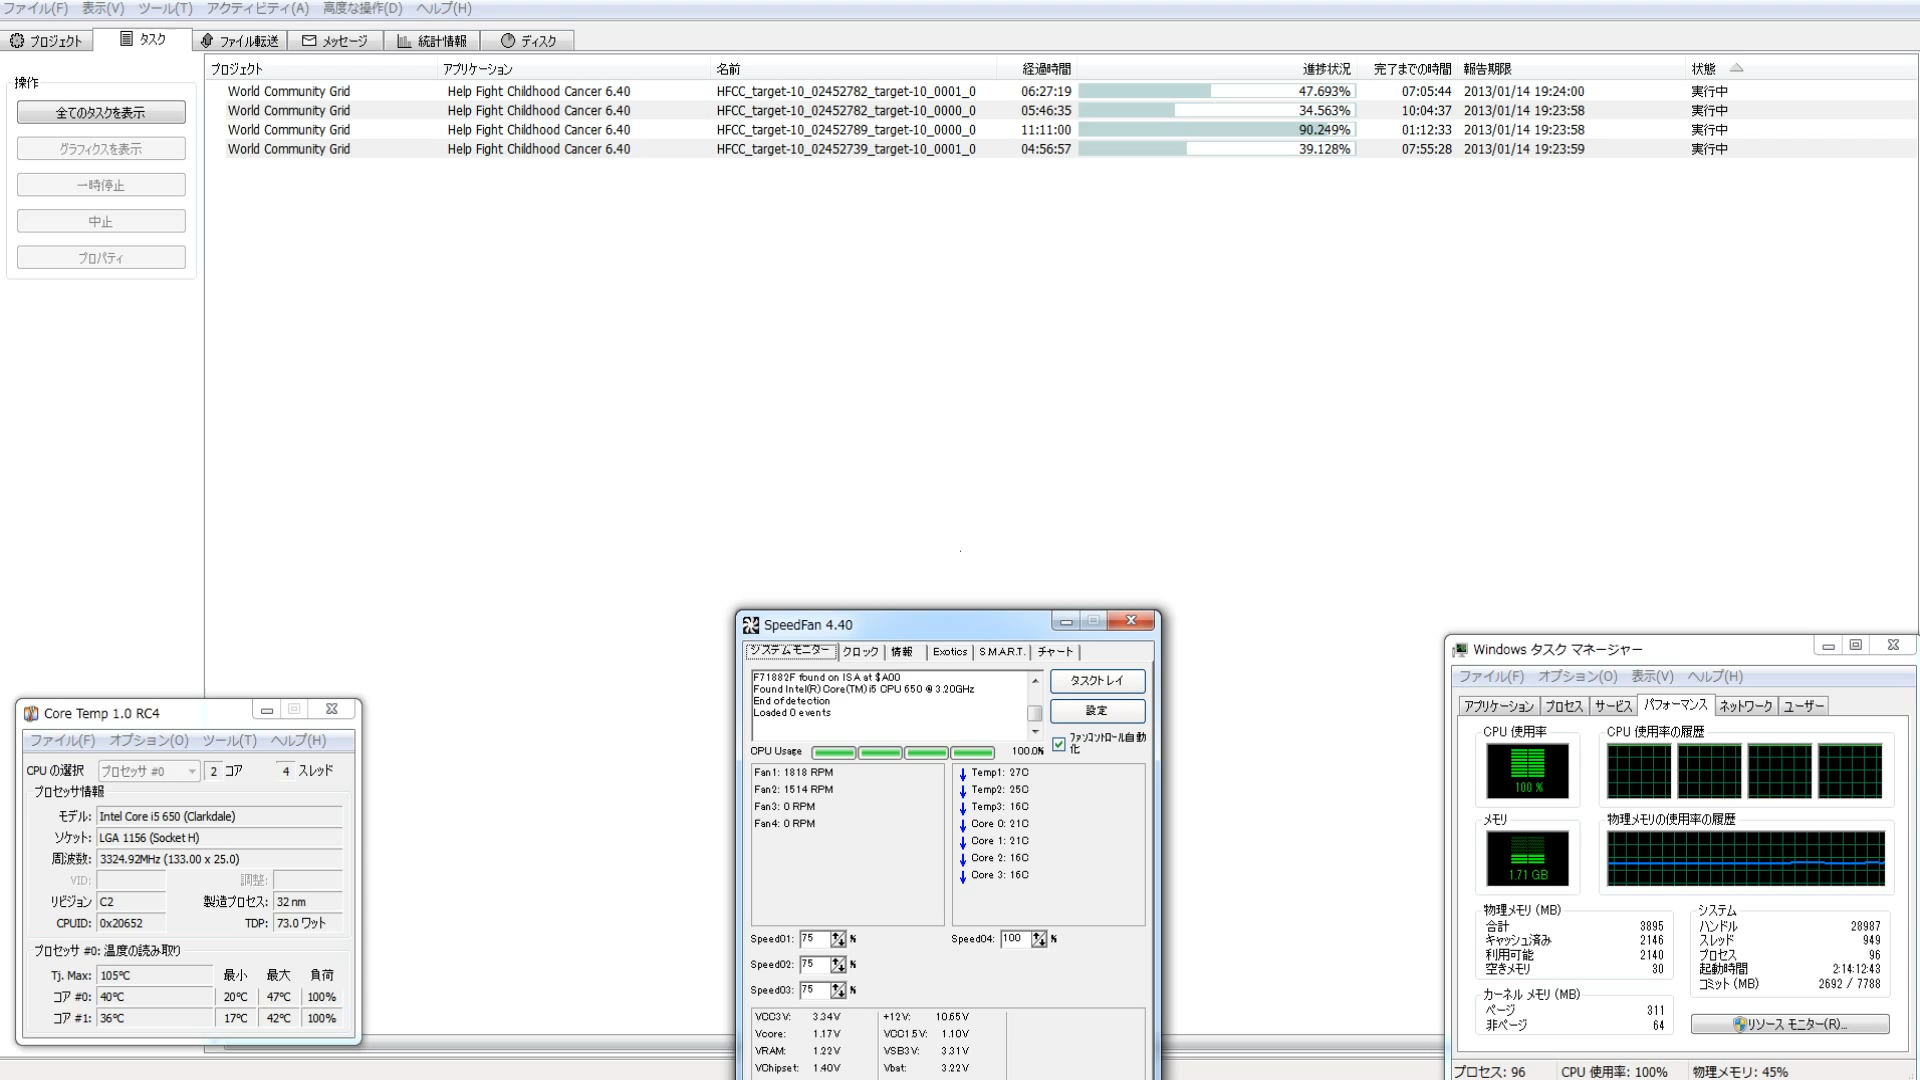 ファイル(F) 表示(V) ツール(T) アクティビティ(A) 高度な操作(D) ヘルプ(H)
プロジェクト タスク ファイル転送 メッセージ 統計情報 ディスク
操作
全てのタスクを表示
グラフィクスを表示
一時停止
中止
プロパティ
プロジェクト アプリケーション 名前 経過時間 進捗状況 完了までの時間 報告期限 状態
World Community Grid Help Fight Childhood Cancer 6.40 HFCC_target-10_02452782_target-10_0001_0 06:27:19 47.693% 07:05:44 2013/01/14 19:24:00 実行中
World Community Grid Help Fight Childhood Cancer 6.40 HFCC_target-10_02452782_target-10_0000_0 05:46:35 34.563% 10:04:37 2013/01/14 19:23:58 実行中
World Community Grid Help Fight Childhood Cancer 6.40 HFCC_target-10_02452789_target-10_0000_0 11:11:00 90.249% 01:12:33 2013/01/14 19:23:58 実行中
World Community Grid Help Fight Childhood Cancer 6.40 HFCC_target-10_02452739_target-10_0001_0 04:56:57 39.128% 07:55:28 2013/01/14 19:23:59 実行中
Core Temp 1.0 RC4
ファイル(F) オプション(O) ツール(T) ヘルプ(H)
CPU の選択 プロセッサ #0 2 コア 4 スレッド
プロセッサ情報
モデル: Intel Core i5 650 (Clarkdale)
ソケット: LGA 1156 (Socket H)
周波数: 3324.92MHz (133.00 x 25.0)
VID: 調整:
リビジョン C2 製造プロセス: 32 nm
CPUID: 0x20652 TDP: 73.0 ワット
プロセッサ #0: 温度の読み取り
Tj. Max: 105℃ 最小 最大 負荷
コア #0: 40℃ 20℃ 47℃ 100%
コア #1: 36℃ 17℃ 42℃ 100%
SpeedFan 4.40
システムモニター クロック 情報 Exotics S.M.A.R.T. チャート
F71882F found on ISA at $A00
Found Intel(R) Core(TM) i5 CPU 650 @ 3.20GHz
End of detection
Loaded 0 events
タスクトレイ
設定
ファンコントロール自動化
CPU Usage 100.0%
Fan1: 1818 RPM
Fan2: 1514 RPM
Fan3: 0 RPM
Fan4: 0 RPM
Temp1: 27C
Temp2: 25C
Temp3: 16C
Core 0: 21C
Core 1: 21C
Core 2: 16C
Core 3: 16C
Speed01: 75 % Speed04: 100 %
Speed02: 75 %
Speed03: 75 %
VCC3V: 3.34V +12V: 10.65V
Vcore: 1.17V VCC1.5V: 1.10V
VRAM: 1.22V VSB3V: 3.31V
VChipset: 1.40V Vbat: 3.22V
Windows タスク マネージャー
ファイル(F) オプション(O) 表示(V) ヘルプ(H)
アプリケーション プロセス サービス パフォーマンス ネットワーク ユーザー
CPU 使用率 CPU 使用率の履歴
100 %
メモリ 物理メモリの使用率の履歴
1.71 GB
物理メモリ (MB)
合計 3895
キャッシュ済み 2146
利用可能 2140
空きメモリ 30
カーネル メモリ (MB)
ページ 311
非ページ 64
システム
ハンドル 28987
スレッド 949
プロセス 96
起動時間 2:14:12:43
コミット (MB) 2692 / 7788
リソース モニター(R)...
プロセス: 96 CPU 使用率: 100% 物理メモリ: 45%